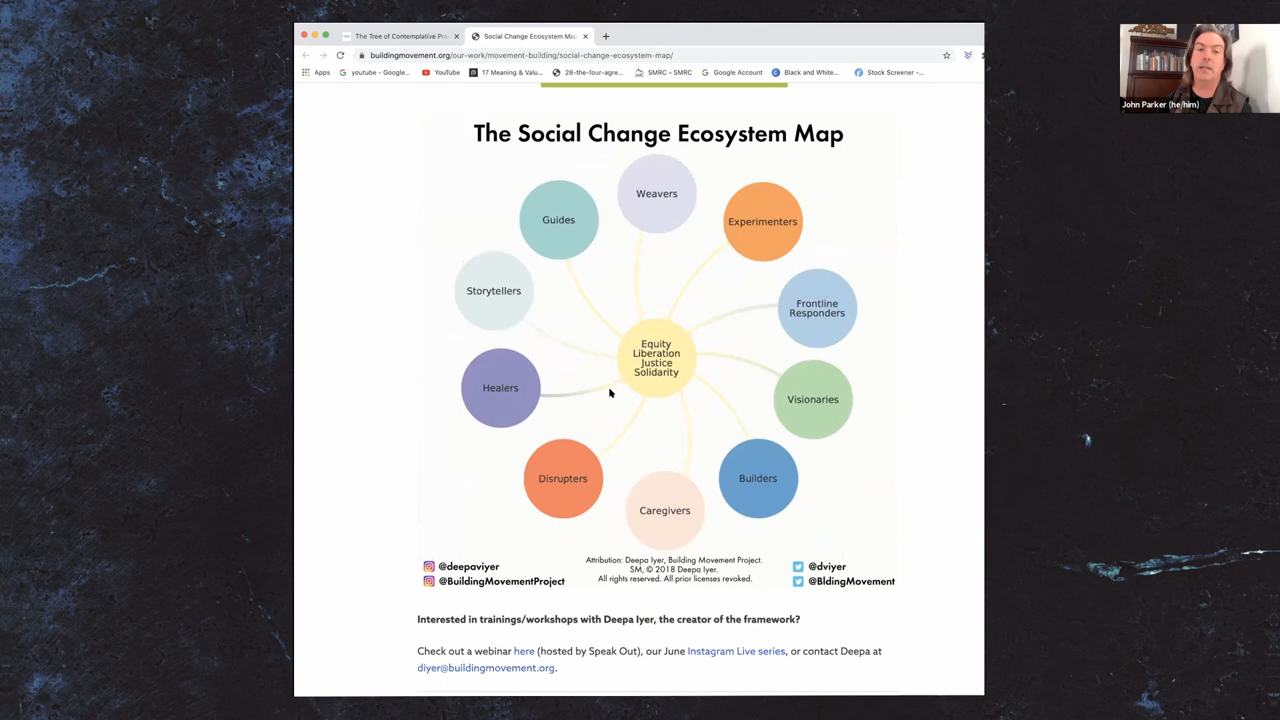 The Tree of Contemplative Pra
Social Change Ecosystem Map
buildingmovement.org/our-work/movement-building/social-change-ecosystem-map/
Apps
youtube - Google...
YouTube
17 Meaning & Valu...
28-the-four-agre...
SMRC – SMRC
Google Account
Black and White...
Stock Screener -...
John Parker (he/him)
The Social Change Ecosystem Map
Weavers
Guides
Experimenters
Storytellers
Frontline
Responders
Equity
Liberation
Justice
Solidarity
Healers
Visionaries
Disrupters
Builders
Caregivers
@deepaviyer
@BuildingMovementProject
Attribution: Deepa Iyer, Building Movement Project.
SM, © 2018 Deepa Iyer.
All rights reserved. All prior licenses revoked.
@dviyer
@BldingMovement
Interested in trainings/workshops with Deepa Iyer, the creator of the framework?
Check out a webinar here (hosted by Speak Out), our June Instagram Live series, or contact Deepa at
diyer@buildingmovement.org.